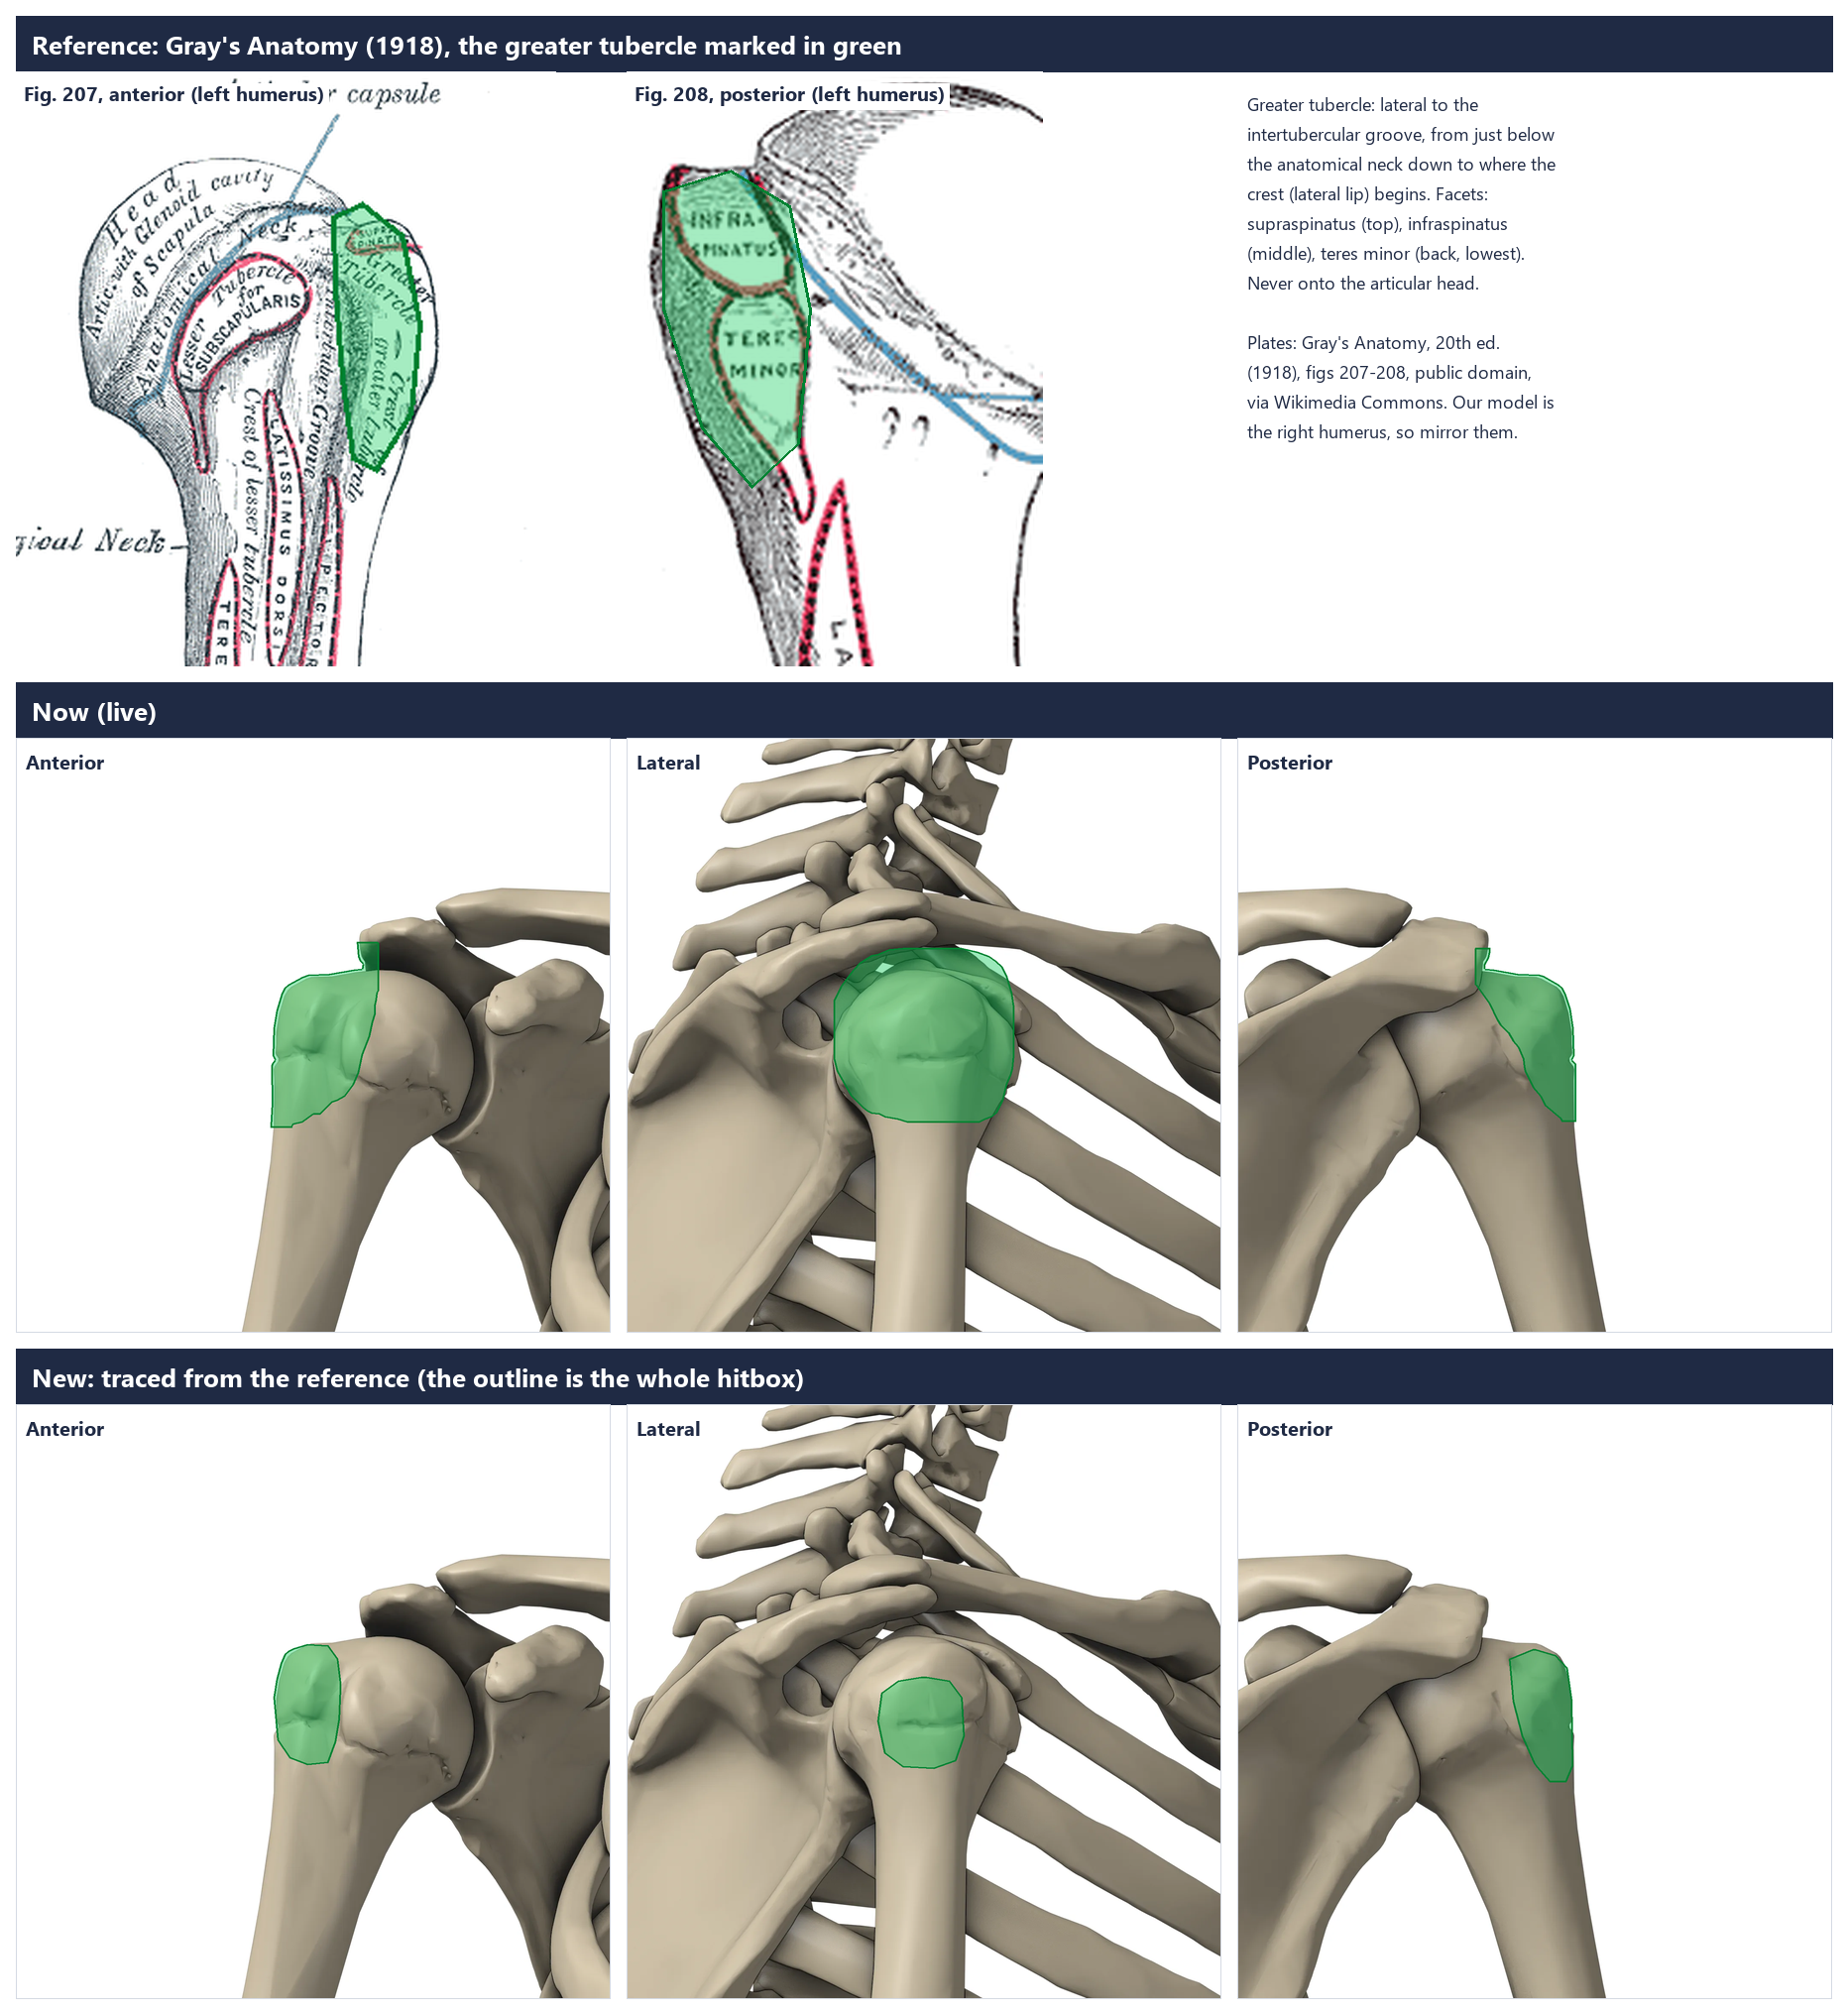 Reference: Gray's Anatomy (1918), the greater tubercle marked in green
Fig. 207, anterior (left humerus)
r capsule
Head
Artic. with Glenoid cavity
of Scapula
Anatomical Neck
Lesser Tubercle
for
SUBSCAPULARIS
SUPRA
SPINATUS
Greater
Tubercle
Intertuber. Groove
Crest of
greater tubercle
Crest of lesser tubercle
LATISSIMUS DORSI
PECTOR
TERE
gical Neck
Fig. 208, posterior (left humerus)
INFRA-
SPINATUS
TERES
MINOR
LA
Greater tubercle: lateral to the
intertubercular groove, from just below
the anatomical neck down to where the
crest (lateral lip) begins. Facets:
supraspinatus (top), infraspinatus
(middle), teres minor (back, lowest).
Never onto the articular head.
Plates: Gray's Anatomy, 20th ed.
(1918), figs 207-208, public domain,
via Wikimedia Commons. Our model is
the right humerus, so mirror them.
Now (live)
Anterior
Lateral
Posterior
New: traced from the reference (the outline is the whole hitbox)
Anterior
Lateral
Posterior